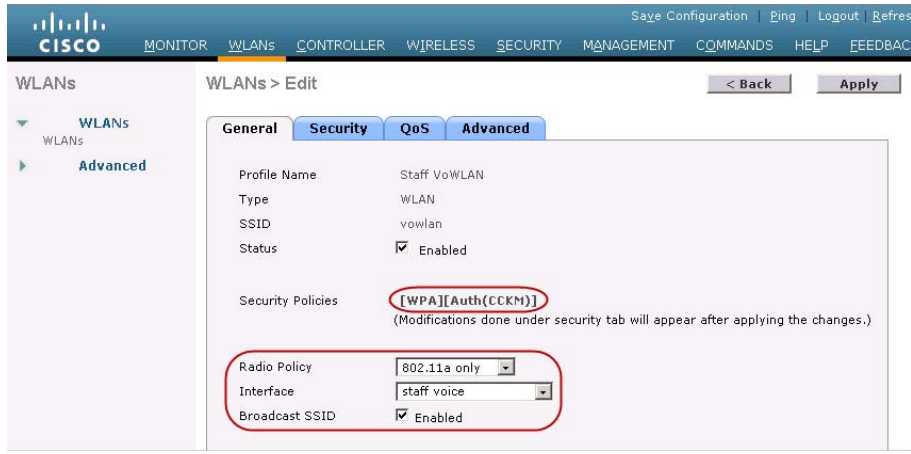 Save Configuration | Ping | Logout | Refres
CISCO MONITOR WLANs CONTROLLER WIRELESS SECURITY MANAGEMENT COMMANDS HELP FEEDBAC
WLANs WLANs > Edit < Back Apply
WLANs
WLANs
Advanced
General Security QoS Advanced
Profile Name Staff VoWLAN
Type WLAN
SSID vowlan
Status Enabled
Security Policies [WPA][Auth(CCKM)]
(Modifications done under security tab will appear after applying the changes.)
Radio Policy 802.11a only
Interface staff voice
Broadcast SSID Enabled